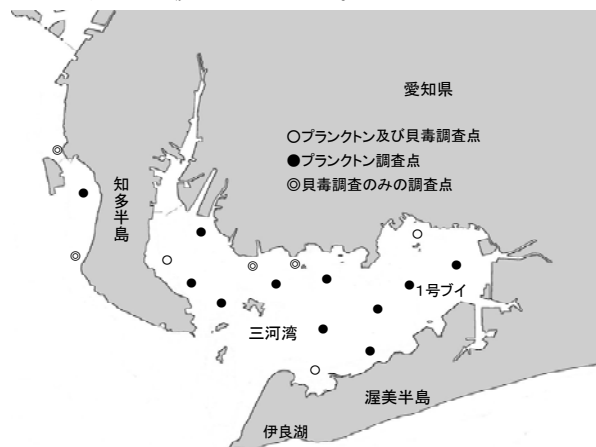 愛知県
○プランクトン及び貝毒調査点
●プランクトン調査点
◎貝毒調査のみの調査点
知多半島
1号ブイ
三河湾
渥美半島
伊良湖